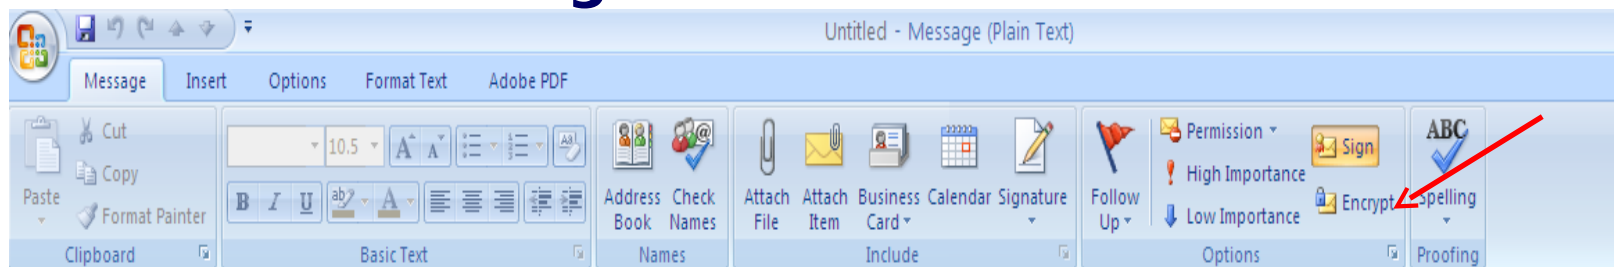 Untitled - Message (Plain Text)
Message Insert Options Format Text Adobe PDF
Paste
Cut
Copy
Format Painter
Clipboard
10.5
A A
Aa
B I U ab A
Basic Text
Address Book
Check Names
Names
Attach File
Attach Item
Business Card
Calendar
Signature
Include
Follow Up
Permission
High Importance
Low Importance
Sign
Encrypt
Options
ABC
Spelling
Proofing